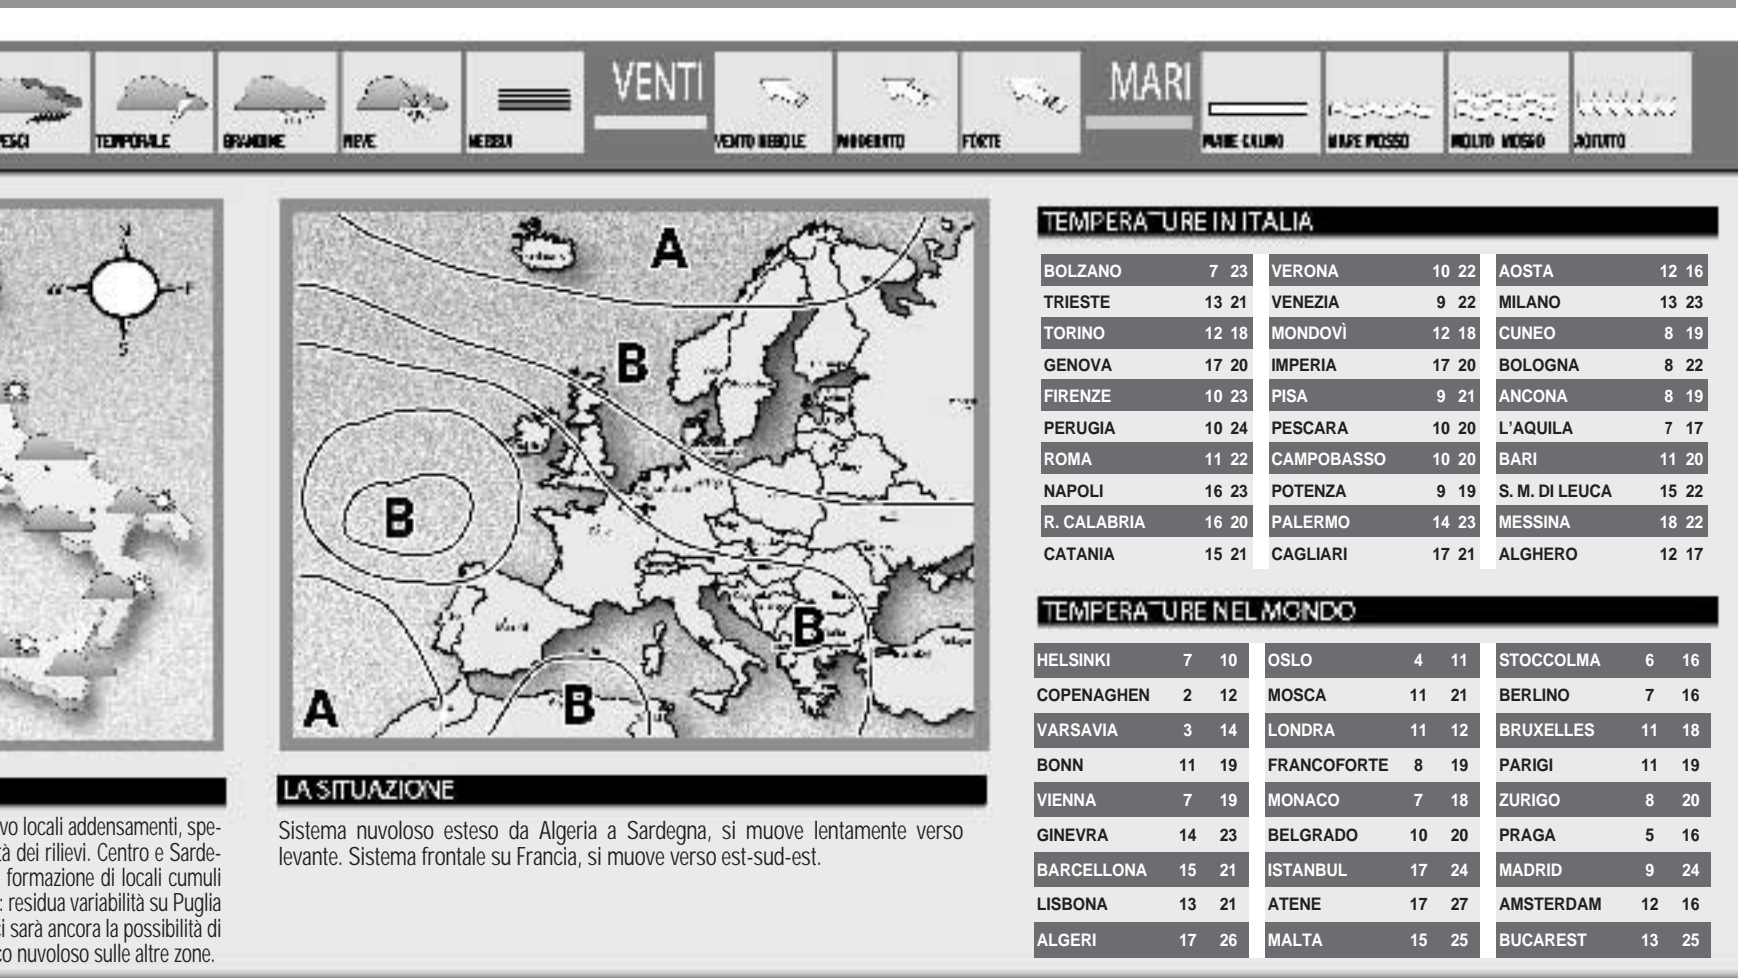 TEMPORALE
GRANDINE
NEVE
NEBBIA
VENTI
VENTO DEBOLE
MODERATO
FORTE
MARI
MARE CALMO
MARE MOSSO
MOLTO MOSSO
AGITATO
N
S
A
B
B
B
B
A
vo locali addensamenti, spe-
tà dei rilievi. Centro e Sarde-
formazione di locali cumuli
: residua variabilità su Puglia
ci sarà ancora la possibilità di
co nuvoloso sulle altre zone.
LA SITUAZIONE
Sistema nuvoloso esteso da Algeria a Sardegna, si muove lentamente verso
levante. Sistema frontale su Francia, si muove verso est-sud-est.
TEMPERATURE IN ITALIA
BOLZANO 7 23 VERONA 10 22 AOSTA 12 16
TRIESTE 13 21 VENEZIA 9 22 MILANO 13 23
TORINO 12 18 MONDOVÌ 12 18 CUNEO 8 19
GENOVA 17 20 IMPERIA 17 20 BOLOGNA 8 22
FIRENZE 10 23 PISA 9 21 ANCONA 8 19
PERUGIA 10 24 PESCARA 10 20 L'AQUILA 7 17
ROMA 11 22 CAMPOBASSO 10 20 BARI 11 20
NAPOLI 16 23 POTENZA 9 19 S. M. DI LEUCA 15 22
R. CALABRIA 16 20 PALERMO 14 23 MESSINA 18 22
CATANIA 15 21 CAGLIARI 17 21 ALGHERO 12 17
TEMPERATURE NEL MONDO
HELSINKI 7 10 OSLO 4 11 STOCCOLMA 6 16
COPENAGHEN 2 12 MOSCA 11 21 BERLINO 7 16
VARSAVIA 3 14 LONDRA 11 12 BRUXELLES 11 18
BONN 11 19 FRANCOFORTE 8 19 PARIGI 11 19
VIENNA 7 19 MONACO 7 18 ZURIGO 8 20
GINEVRA 14 23 BELGRADO 10 20 PRAGA 5 16
BARCELLONA 15 21 ISTANBUL 17 24 MADRID 9 24
LISBONA 13 21 ATENE 17 27 AMSTERDAM 12 16
ALGERI 17 26 MALTA 15 25 BUCAREST 13 25